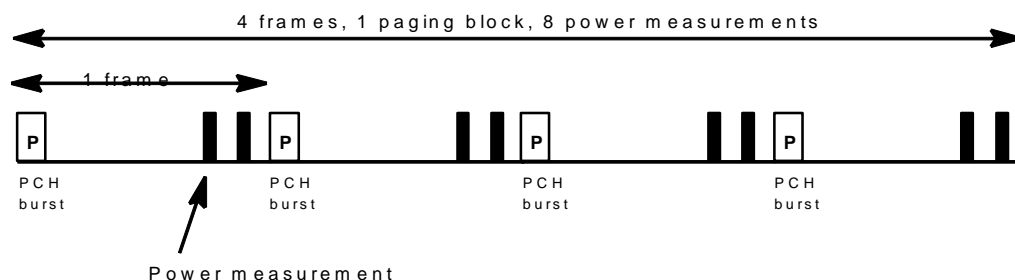 4 frames, 1 paging block, 8 power measurements
1 frame
P P P P
PCH PCH PCH PCH
burst burst burst burst
Power measurement